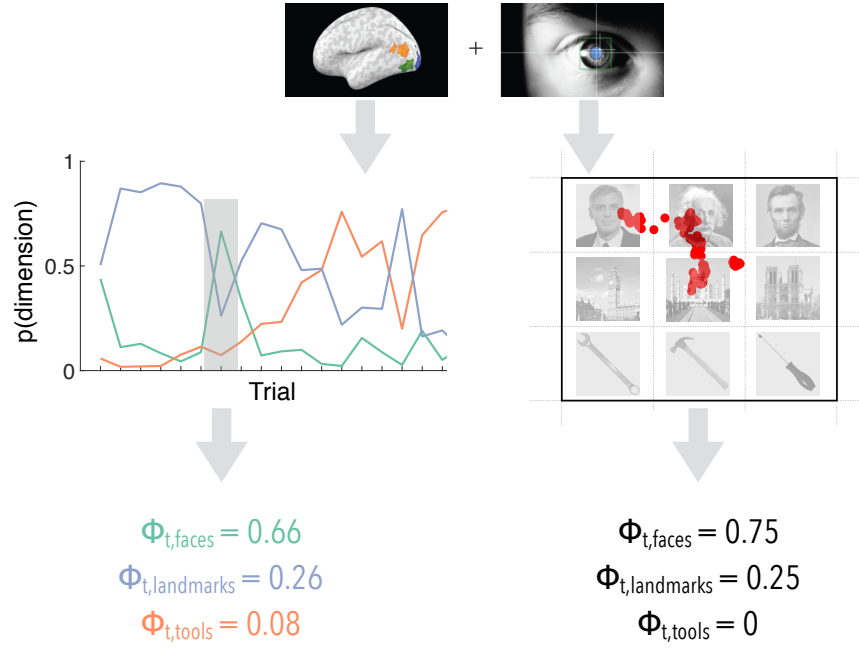 +
1
0.5
0
p(dimension)
Trial
Φt,faces = 0.66
Φt,landmarks = 0.26
Φt,tools = 0.08
Φt,faces = 0.75
Φt,landmarks = 0.25
Φt,tools = 0